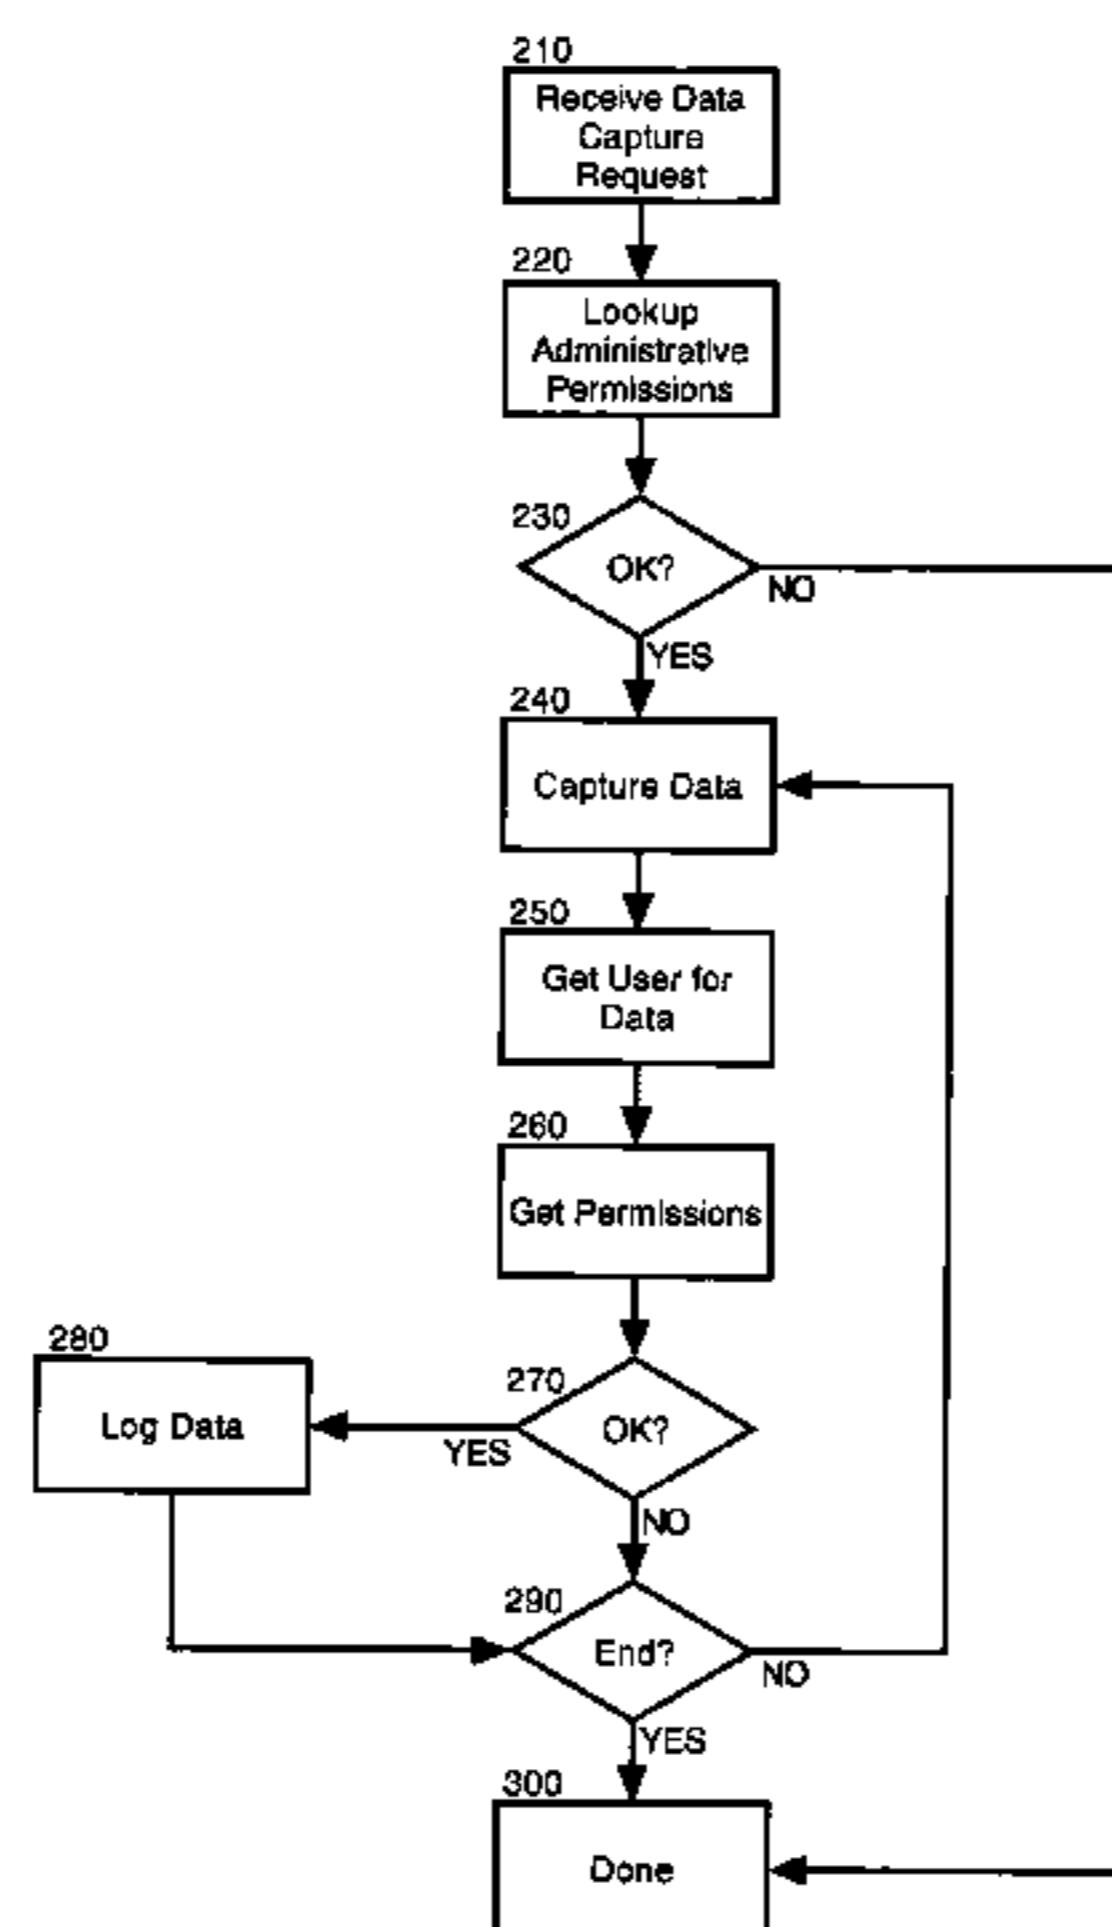 210
Receive Data
Capture
Request
220
Lookup
Administrative
Permissions
230
OK?
NO
YES
240
Capture Data
250
Get User for
Data
260
Get Permissions
280
Log Data
270
OK?
YES
NO
290
End?
NO
YES
300
Done